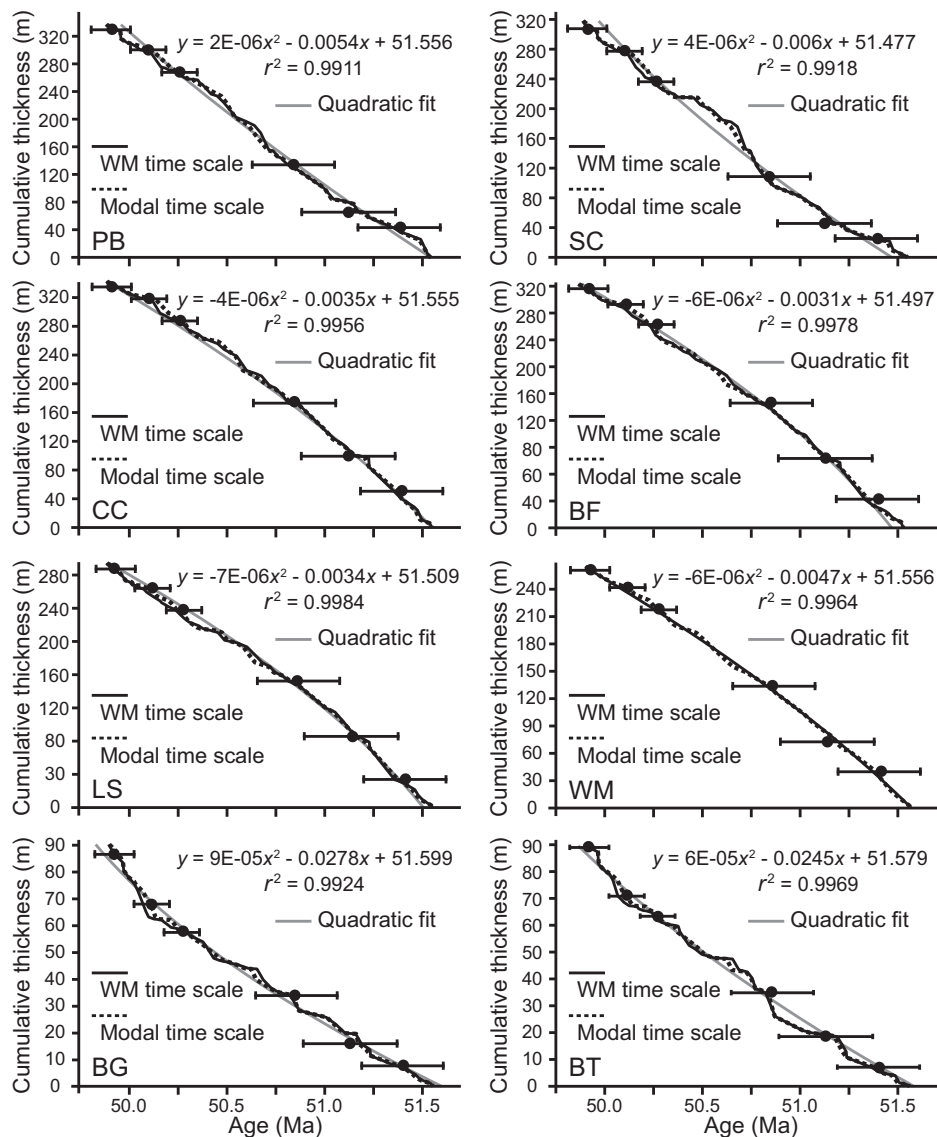 Cumulative thickness (m)
320
280
240
200
160
120
80
40
0
y = 2E-06x² - 0.0054x + 51.556
r² = 0.9911
Quadratic fit
WM time scale
Modal time scale
PB
Cumulative thickness (m)
320
280
240
200
160
120
80
40
0
y = 4E-06x² - 0.006x + 51.477
r² = 0.9918
Quadratic fit
WM time scale
Modal time scale
SC
Cumulative thickness (m)
320
280
240
200
160
120
80
40
0
y = -4E-06x² - 0.0035x + 51.555
r² = 0.9956
Quadratic fit
WM time scale
Modal time scale
CC
Cumulative thickness (m)
320
280
240
200
160
120
80
40
0
y = -6E-06x² - 0.0031x + 51.497
r² = 0.9978
Quadratic fit
WM time scale
Modal time scale
BF
Cumulative thickness (m)
280
240
200
160
120
80
30
0
y = -7E-06x² - 0.0034x + 51.509
r² = 0.9984
Quadratic fit
WM time scale
Modal time scale
LS
Cumulative thickness (m)
240
210
150
120
90
60
30
0
y = -6E-06x² - 0.0047x + 51.556
r² = 0.9964
Quadratic fit
WM time scale
Modal time scale
WM
Cumulative thickness (m)
90
80
70
60
50
40
30
20
10
0
y = 9E-05x² - 0.0278x + 51.599
r² = 0.9924
Quadratic fit
WM time scale
Modal time scale
BG
50.0 50.5 51.0 51.5
Age (Ma)
Cumulative thickness (m)
90
80
70
60
50
40
30
20
10
0
y = 6E-05x² - 0.0245x + 51.579
r² = 0.9969
Quadratic fit
WM time scale
Modal time scale
BT
50.0 50.5 51.0 51.5
Age (Ma)